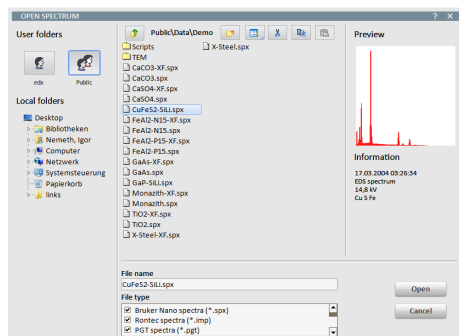 OPEN SPECTRUM
User folders
edx
Public
Local folders
Desktop
Bibliotheken
Nemeth, Igor
Computer
Netzwerk
Systemsteuerung
Papierkorb
links
Public\Data\Demo
Scripts
TEM
CaCO3-XF.spx
CaCO3.spx
CaSO4-XF.spx
CaSO4.spx
CuFeS2-SiLi.spx
FeAl2-N15-XF.spx
FeAl2-N15.spx
FeAl2-P15-XF.spx
FeAl2-P15.spx
GaAs-XF.spx
GaAs.spx
GaP-SiLi.spx
Monazith-XF.spx
Monazith.spx
TiO2-XF.spx
TiO2.spx
X-Steel-XF.spx
X-Steel.spx
File name
CuFeS2-SiLi.spx
File type
Bruker Nano spectra (*.spx)
Rontec spectra (*.imp)
PGT spectra (*.pgt)
Preview
Information
17.03.2004 03:26:34
EDS spectrum
14,8 kV
Cu S Fe
Open
Cancel